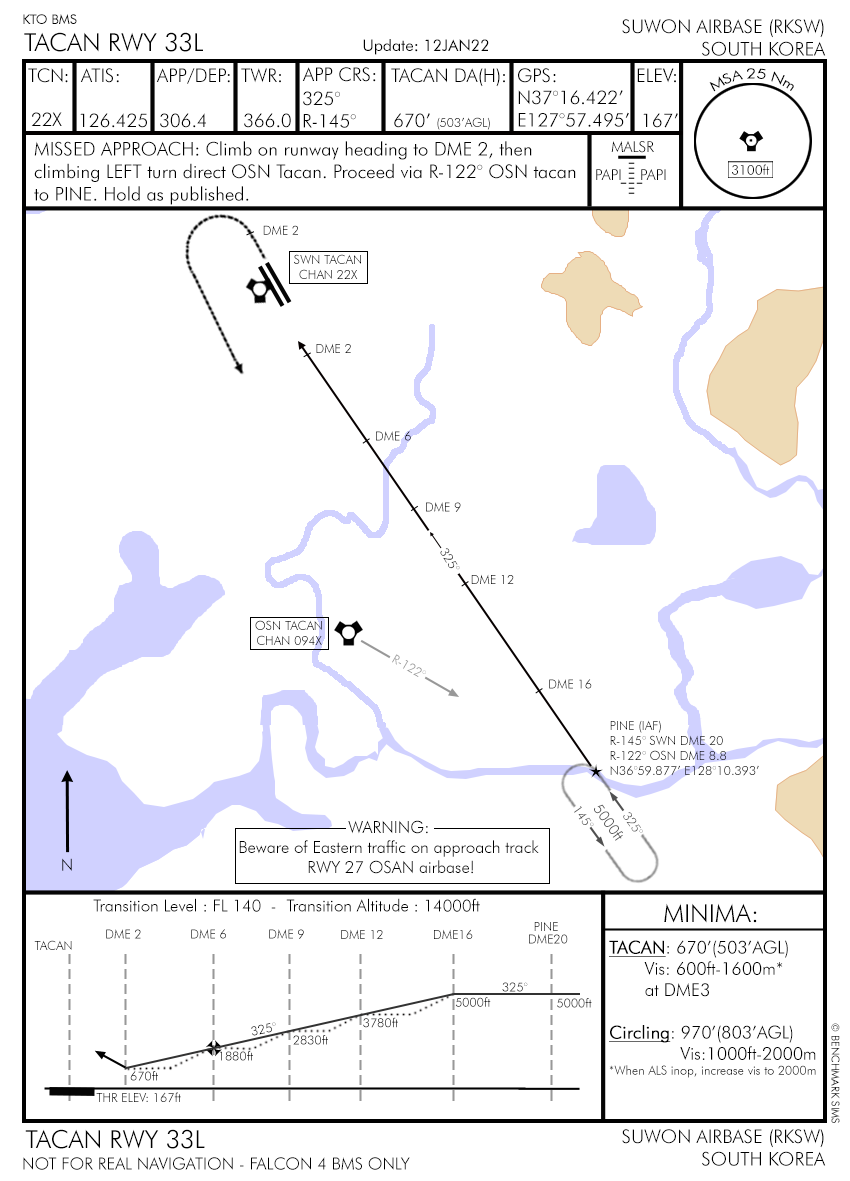 KTO BMS
TACAN RWY 33L
Update: 12JAN22
SUWON AIRBASE (RKSW)
SOUTH KOREA
TCN:
22X
ATIS:
126.425
APP/DEP:
306.4
TWR:
366.0
APP CRS:
325°
R-145°
TACAN DA(H):
670' (503'AGL)
GPS:
N37°16.422'
E127°57.495'
ELEV:
167'
MSA 25 Nm
3100ft
MISSED APPROACH: Climb on runway heading to DME 2, then
climbing LEFT turn direct OSN Tacan. Proceed via R-122° OSN tacan
to PINE. Hold as published.
MALSR
PAPI PAPI
DME 2
SWN TACAN
CHAN 22X
DME 2
DME 6
DME 9
325°
DME 12
OSN TACAN
CHAN 094X
R-122°
DME 16
PINE (IAF)
R-145° SWN DME 20
R-122° OSN DME 8.8
N36°59.877' E128°10.393'
145°
5000ft
325°
N
WARNING:
Beware of Eastern traffic on approach track
RWY 27 OSAN airbase!
Transition Level : FL 140 - Transition Altitude : 14000ft
TACAN
DME 2
DME 6
DME 9
DME 12
DME16
PINE
DME20
325°
5000ft
5000ft
3780ft
325°
2830ft
1880ft
670ft
THR ELEV: 167ft
MINIMA:
TACAN: 670'(503'AGL)
Vis: 600ft-1600m*
at DME3
Circling: 970'(803'AGL)
Vis:1000ft-2000m
*When ALS inop, increase vis to 2000m
© BENCHMARK SIMS
TACAN RWY 33L
NOT FOR REAL NAVIGATION - FALCON 4 BMS ONLY
SUWON AIRBASE (RKSW)
SOUTH KOREA